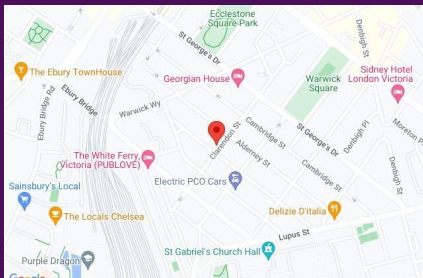 Ecclestone
Square Park
St George's Dr
Denbigh St
The Ebury TownHouse
Georgian House
Sidney Hotel
London Victoria
Warwick
Square
Ebury Bridge Rd
Ebury Bridge
Warwick Wy
Clarendon St
Cambridge St
St George's Dr
Denbigh Pl
Moreton P
Alderney St
The White Ferry,
Victoria (PUBLOVE)
Cambridge St
Denbigh St
Electric PCO Cars
Sainsbury's Local
The Locals Chelsea
Delizie D'italia
Lupus St
St Gabriel's Church Hall
Purple Dragon
Google